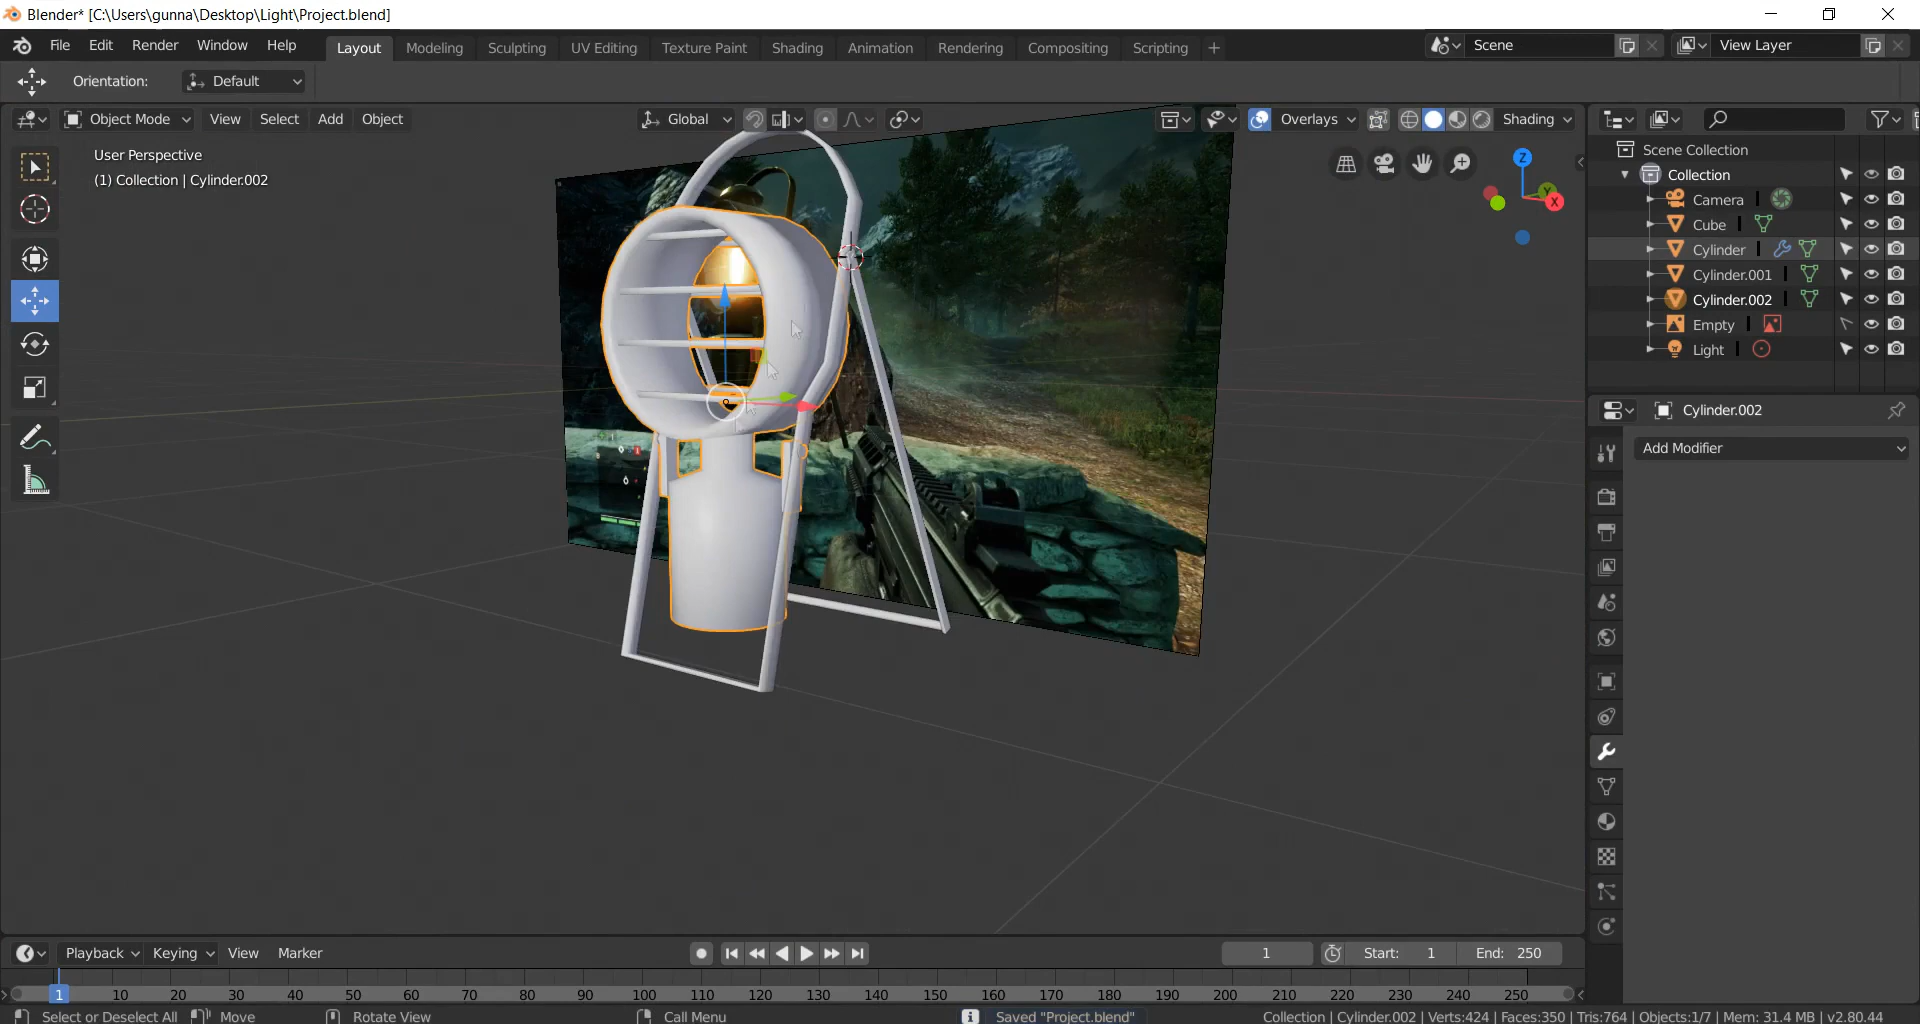 Blender* [C:\Users\gunna\Desktop\Light\Project.blend]
File Edit Render Window Help Layout Modeling Sculpting UV Editing Texture Paint Shading Animation Rendering Compositing Scripting + Scene View Layer
Orientation: Default
Object Mode View Select Add Object Global Overlays Shading
User Perspective
(1) Collection | Cylinder.002
Z
Y
X
Scene Collection
Collection
Camera
Cube
Cylinder
Cylinder.001
Cylinder.002
Empty
Light
Cylinder.002
Add Modifier
Playback Keying View Marker 1 Start: 1 End: 250
1 10 20 30 40 50 60 70 80 90 100 110 120 130 140 150 160 170 180 190 200 210 220 230 240 250
Select or Deselect All Move Rotate View Call Menu Saved "Project.blend" Collection | Cylinder.002 | Verts:424 | Faces:350 | Tris:764 | Objects:1/7 | Mem: 31.4 MB | v2.80.44